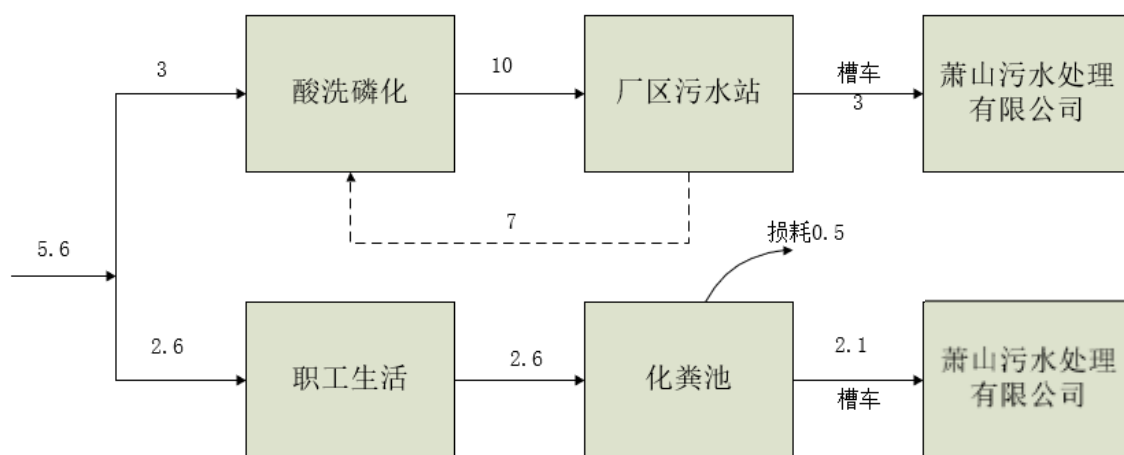 3
酸洗磷化
10
厂区污水站
槽车
3
萧山污水处理
有限公司
7
损耗0.5
5.6
2.6
职工生活
2.6
化粪池
2.1
槽车
萧山污水处理
有限公司